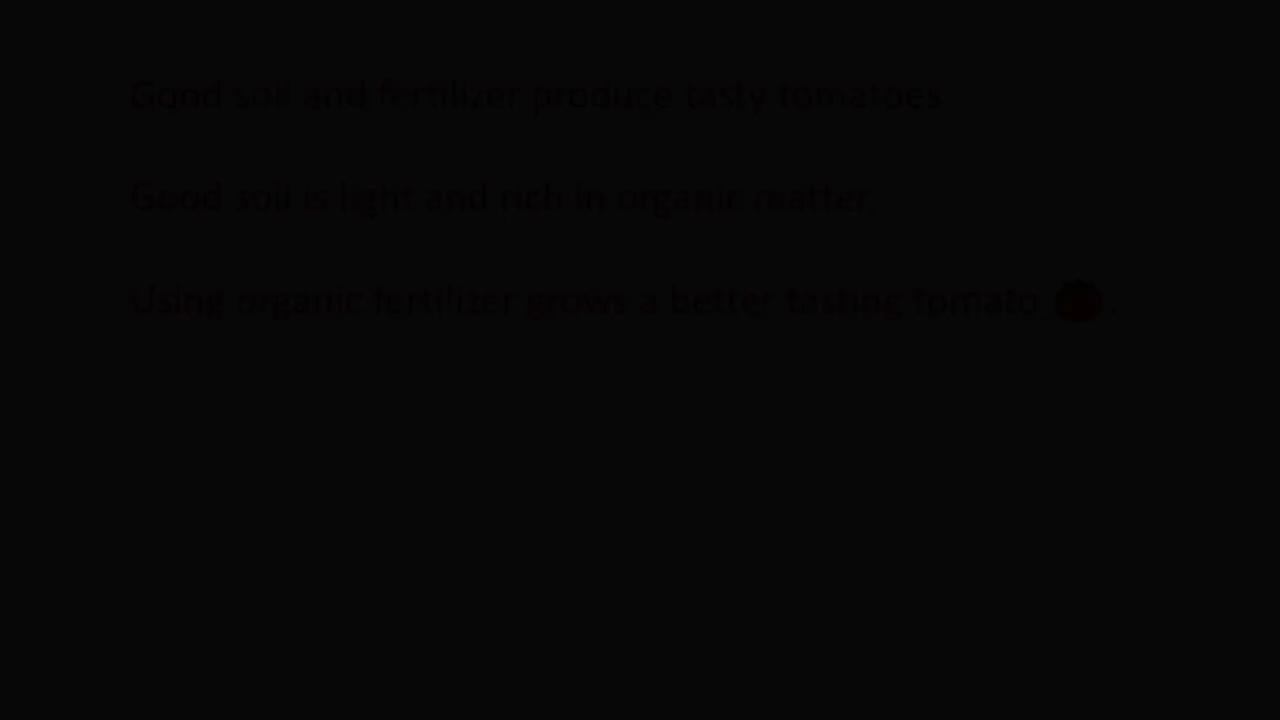 Good soil and fertilizer produce tasty tomatoes
Good soil is light and rich in organic matter.
Using organic fertilizer grows a better tasting tomato 🍅.